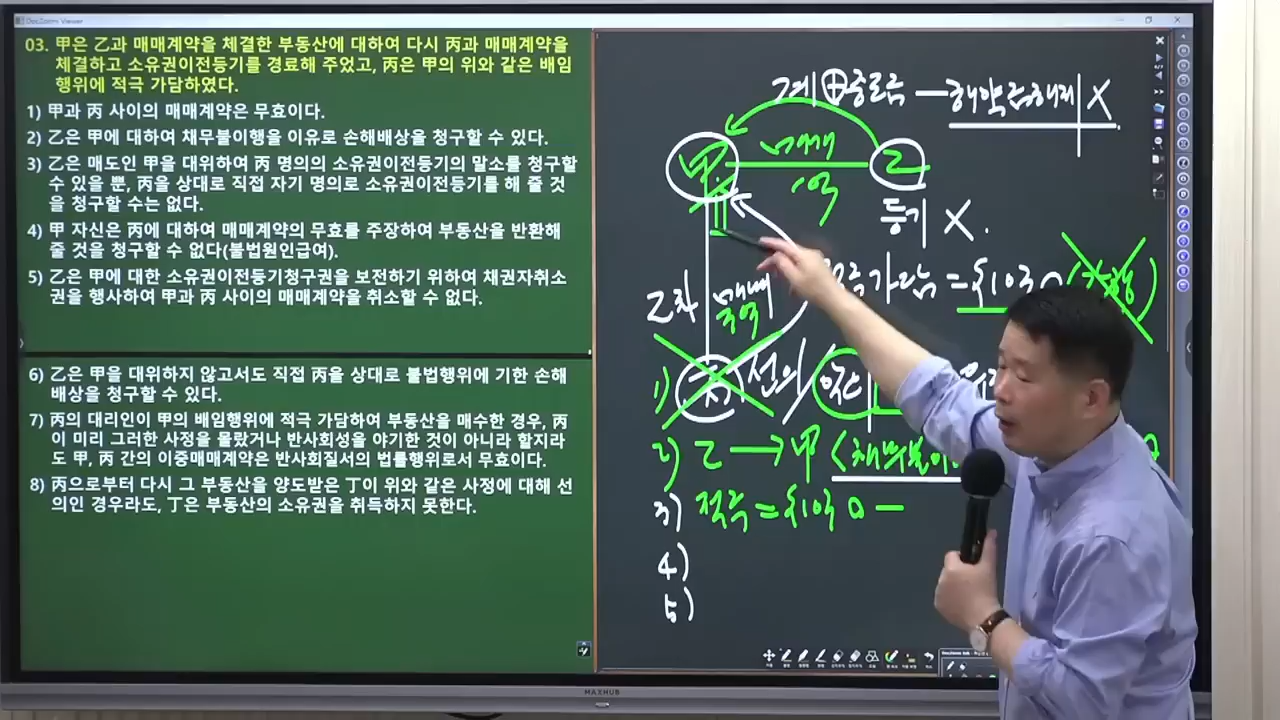 03. 甲은 乙과 매매계약을 체결한 부동산에 대하여 다시 丙과 매매계약을
체결하고 소유권이전등기를 경료해 주었고, 丙은 甲의 위와 같은 배임
행위에 적극 가담하였다.
1) 甲과 丙 사이의 매매계약은 무효이다.
2) 乙은 甲에 대하여 채무불이행을 이유로 손해배상을 청구할 수 있다.
3) 乙은 매도인 甲을 대위하여 丙 명의의 소유권이전등기의 말소를 청구할
수 있을 뿐, 丙을 상대로 직접 자기 명의로 소유권이전등기를 해 줄 것
을 청구할 수는 없다.
4) 甲 자신은 丙에 대하여 매매계약의 무효를 주장하여 부동산을 반환해
줄 것을 청구할 수 없다(불법원인급여).
5) 乙은 甲에 대한 소유권이전등기청구권을 보전하기 위하여 채권자취소
권을 행사하여 甲과 丙 사이의 매매계약을 취소할 수 없다.
6) 乙은 甲을 대위하지 않고서도 직접 丙을 상대로 불법행위에 기한 손해
배상을 청구할 수 있다.
7) 丙의 대리인이 甲의 배임행위에 적극 가담하여 부동산을 매수한 경우, 丙
이 미리 그러한 사정을 몰랐거나 반사회성을 야기한 것이 아니라 할지라
도 甲, 丙 간의 이중매매계약은 반사회질서의 법률행위로서 무효이다.
8) 丙으로부터 다시 그 부동산을 양도받은 丁이 위와 같은 사정에 대해 선
의인 경우라도, 丁은 부동산의 소유권을 취득하지 못한다.
계 ⊕ 중도금 — 해약금해제 X
甲 매매 乙
1억
등기 X.
가담 = §103
2차 매매
1) 丙 선의/악의
2) 乙 → 甲
3) 적극 = §103
4)
5)
MAXHUB